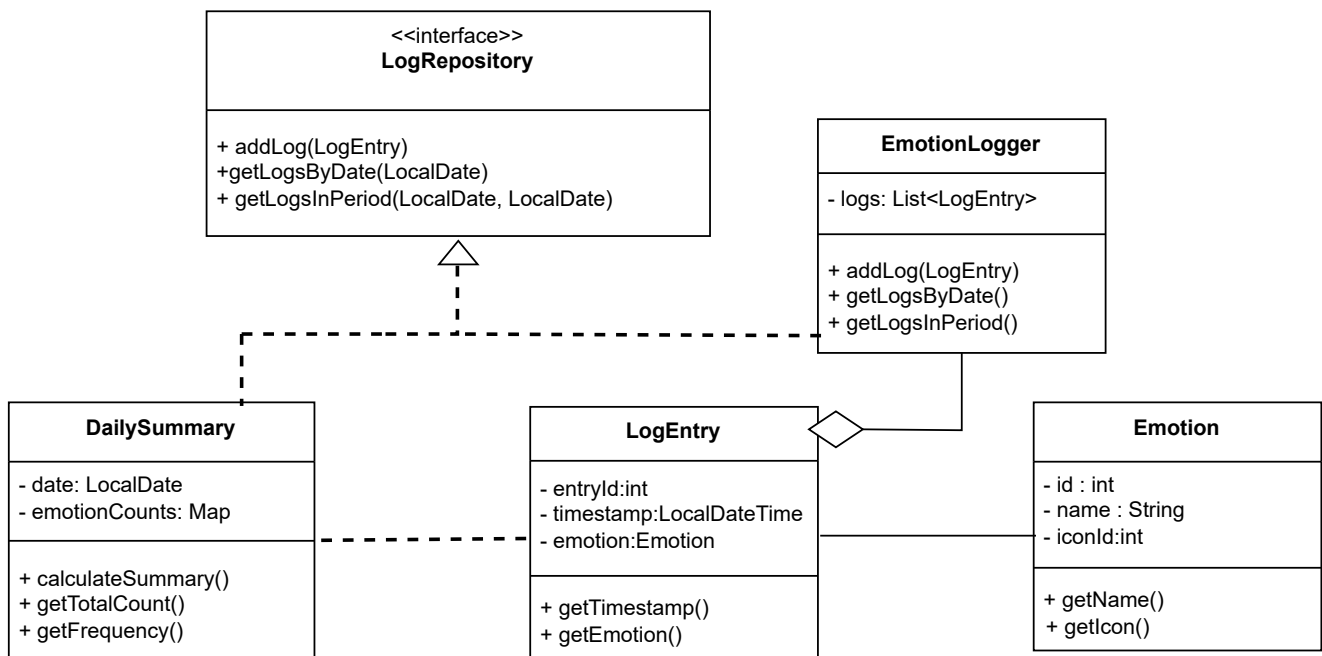 <<interface>>
LogRepository
+ addLog(LogEntry)
+getLogsByDate(LocalDate)
+ getLogsInPeriod(LocalDate, LocalDate)
EmotionLogger
- logs: List<LogEntry>
+ addLog(LogEntry)
+ getLogsByDate()
+ getLogsInPeriod()
DailySummary
- date: LocalDate
- emotionCounts: Map
+ calculateSummary()
+ getTotalCount()
+ getFrequency()
LogEntry
- entryId:int
- timestamp:LocalDateTime
- emotion:Emotion
+ getTimestamp()
+ getEmotion()
Emotion
- id : int
- name : String
- iconId:int
+ getName()
+ getIcon()